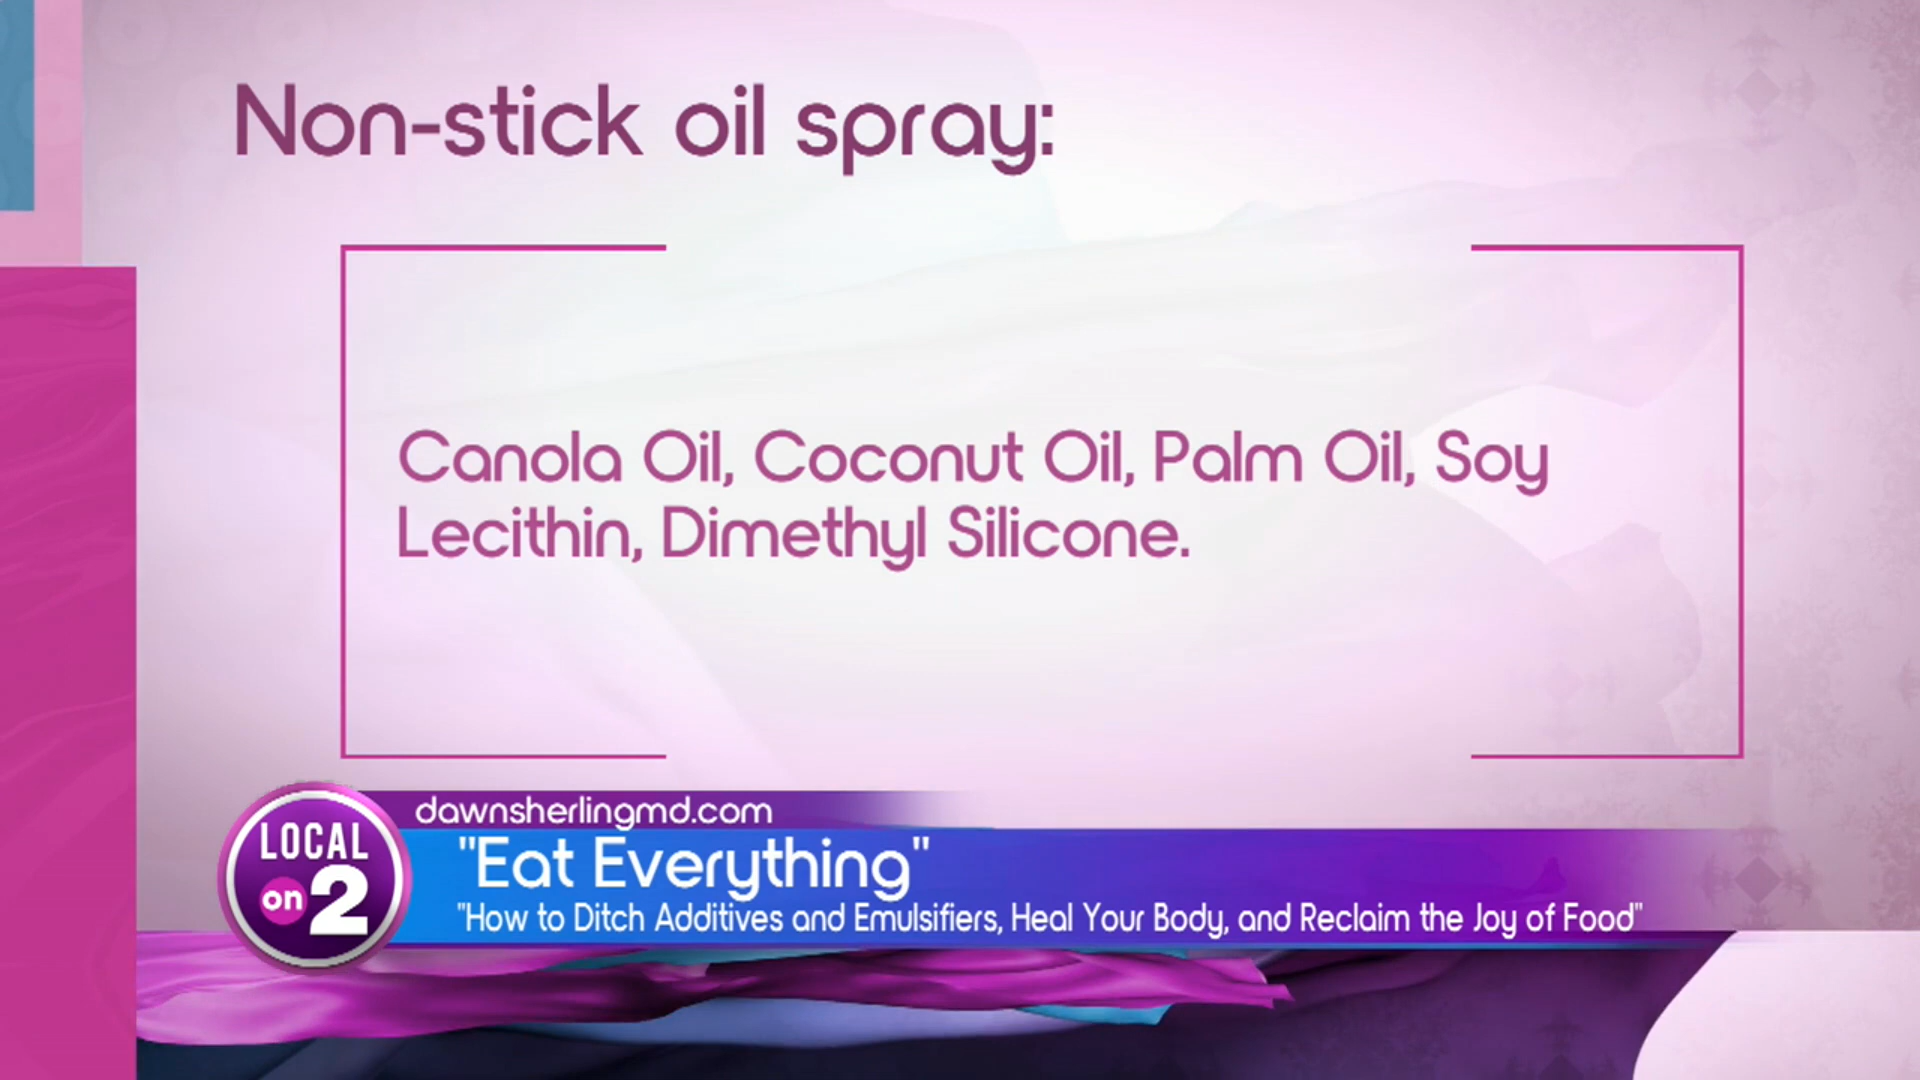 Non-stick oil spray:
Canola Oil, Coconut Oil, Palm Oil, Soy
Lecithin, Dimethyl Silicone.
dawnsherlingmd.com
LOCAL
on 2
"Eat Everything"
"How to Ditch Additives and Emulsifiers, Heal Your Body, and Reclaim the Joy of Food"